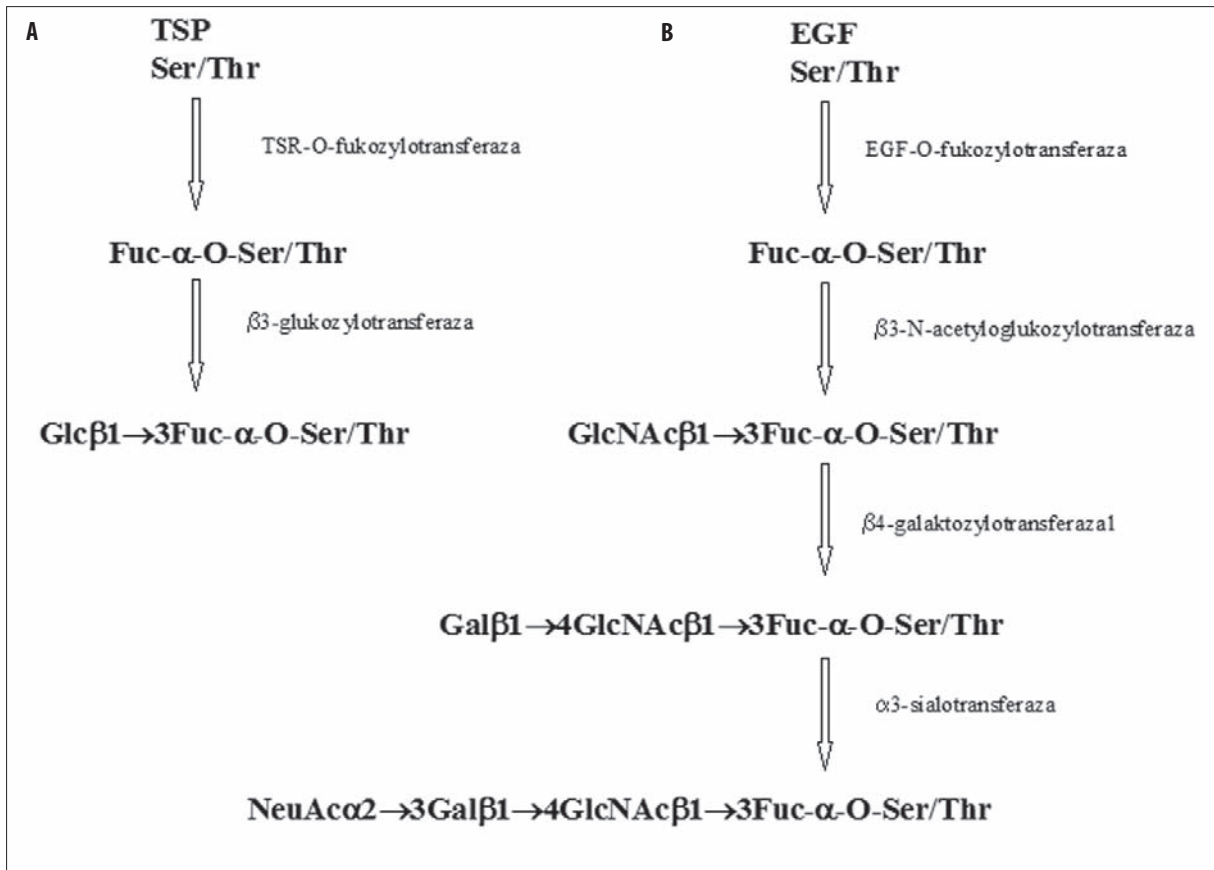 A
TSP
Ser/Thr
TSR-O-fukozylotransferaza
Fuc-α-O-Ser/Thr
β3-glukozylotransferaza
Glcβ1→3Fuc-α-O-Ser/Thr
B
EGF
Ser/Thr
EGF-O-fukozylotransferaza
Fuc-α-O-Ser/Thr
β3-N-acetyloglukozylotransferaza
GlcNAcβ1→3Fuc-α-O-Ser/Thr
β4-galaktozylotransferaza1
Galβ1→4GlcNAcβ1→3Fuc-α-O-Ser/Thr
α3-sialotransferaza
NeuAcα2→3Galβ1→4GlcNAcβ1→3Fuc-α-O-Ser/Thr